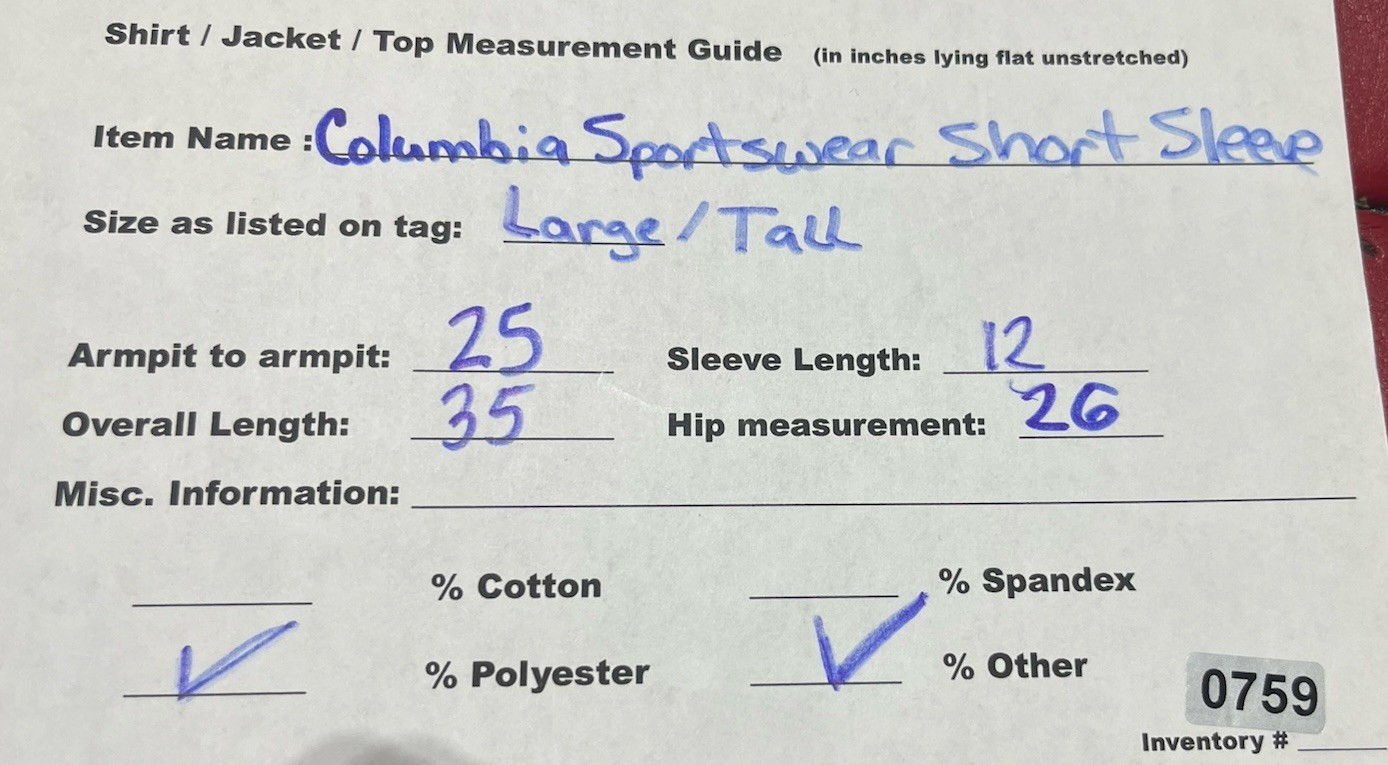 Shirt / Jacket / Top Measurement Guide (in inches lying flat unstretched)
Item Name : Columbia Sportswear Short Sleeve
Size as listed on tag: Large / Tall
Armpit to armpit: 25 Sleeve Length: 12
Overall Length: 35 Hip measurement: 26
Misc. Information:
% Cotton % Spandex
✓ % Polyester ✓ % Other
0759
Inventory #